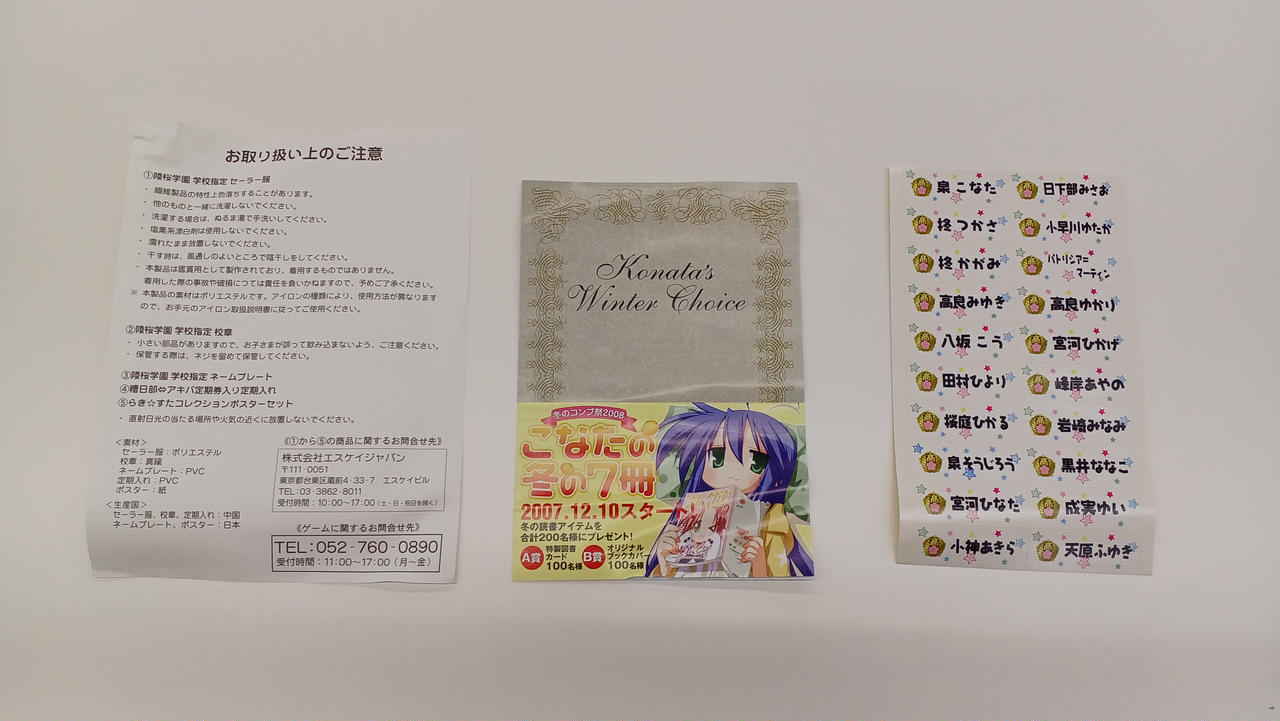 お取り扱い上のご注意
①陵桜学園 学校指定 セーラー服
・ 繊維製品の特性上色落ちすることがあります。
・ 他のものと一緒に洗濯しないでください。
・ 洗濯する場合は、ぬるま湯で手洗いしてください。
・ 塩素系漂白剤は使用しないでください。
・ 濡れたまま放置しないでください。
・ 干す時は、風通しのよいところで陰干しをしてください。
・ 本製品は鑑賞用として製作されており、着用するものではありません。
着用した際の事故や破損につては責任を負いかねますので、予めご了承ください。
※ 本製品の素材はポリエステルです。アイロンの種類により、使用方法が異なります
ので、お手元のアイロン取扱説明書に従ってご使用ください。
②陵桜学園 学校指定 校章
・ 小さい部品がありますので、お子さまが誤って飲み込まないよう、ご注意ください。
・ 保管する際は、ネジを留めて保管してください。
③陵桜学園 学校指定 ネームプレート
④糟日部⇔アキバ定期券入り定期入れ
⑤らき☆すたコレクションポスターセット
・ 直射日光の当たる場所や火気の近くに放置しないでください。
＜素材＞
セーラー服：ポリエステル
校章：真鍮
ネームプレート：PVC
定期入れ：PVC
ポスター：紙
＜生産国＞
セーラー服、校章、定期入れ：中国
ネームプレート、ポスター：日本
《①から⑤の商品に関するお問合せ先》
株式会社エスケイジャパン
〒111-0051
東京都台東区蔵前4-33-7 エスケイビル
TEL：03-3862-8011
受付時間：10:00～17:00（土・日・祝日を除く）
《ゲームに関するお問合せ先》
TEL：052-760-0890
受付時間：11:00～17:00（月～金）
Konata's
Winter Choice
冬のコンプ祭2008
こなたの
冬の7冊
2007.12.10スタート!!
冬の読書アイテムを
合計200名様にプレゼント!
A賞 特製図書カード 100名様
B賞 オリジナルブックカバー 100名様
泉 こなた
日下部みさお
柊 つかさ
小早川ゆたか
柊 かがみ
パトリシア＝マーティン
高良みゆき
高良ゆかり
八坂 こう
宮河ひかげ
田村ひより
峰岸あやの
桜庭ひかる
岩崎みなみ
泉そうじろう
黒井ななこ
宮河ひなた
成実ゆい
小神あきら
天原ふゆき